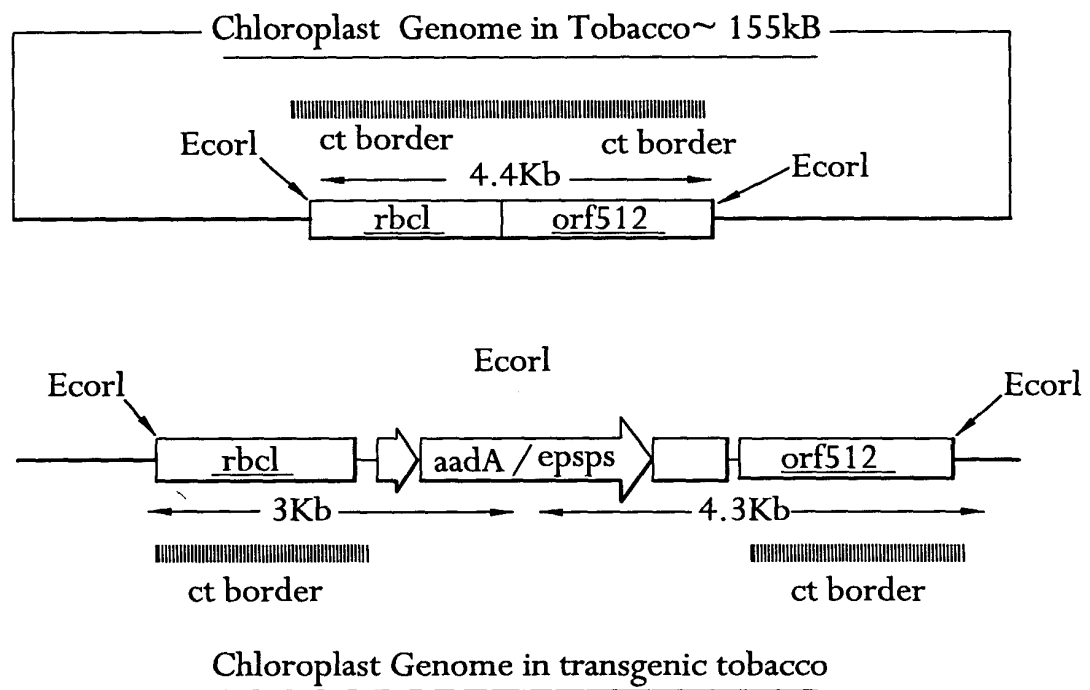 Chloroplast Genome in Tobacco~ 155kB
ct border ct border
Ecorl 4.4Kb Ecorl
rbcl orf512
Ecorl
Ecorl Ecorl
rbcl aadA / epsps orf512
3Kb 4.3Kb
ct border ct border
Chloroplast Genome in transgenic tobacco